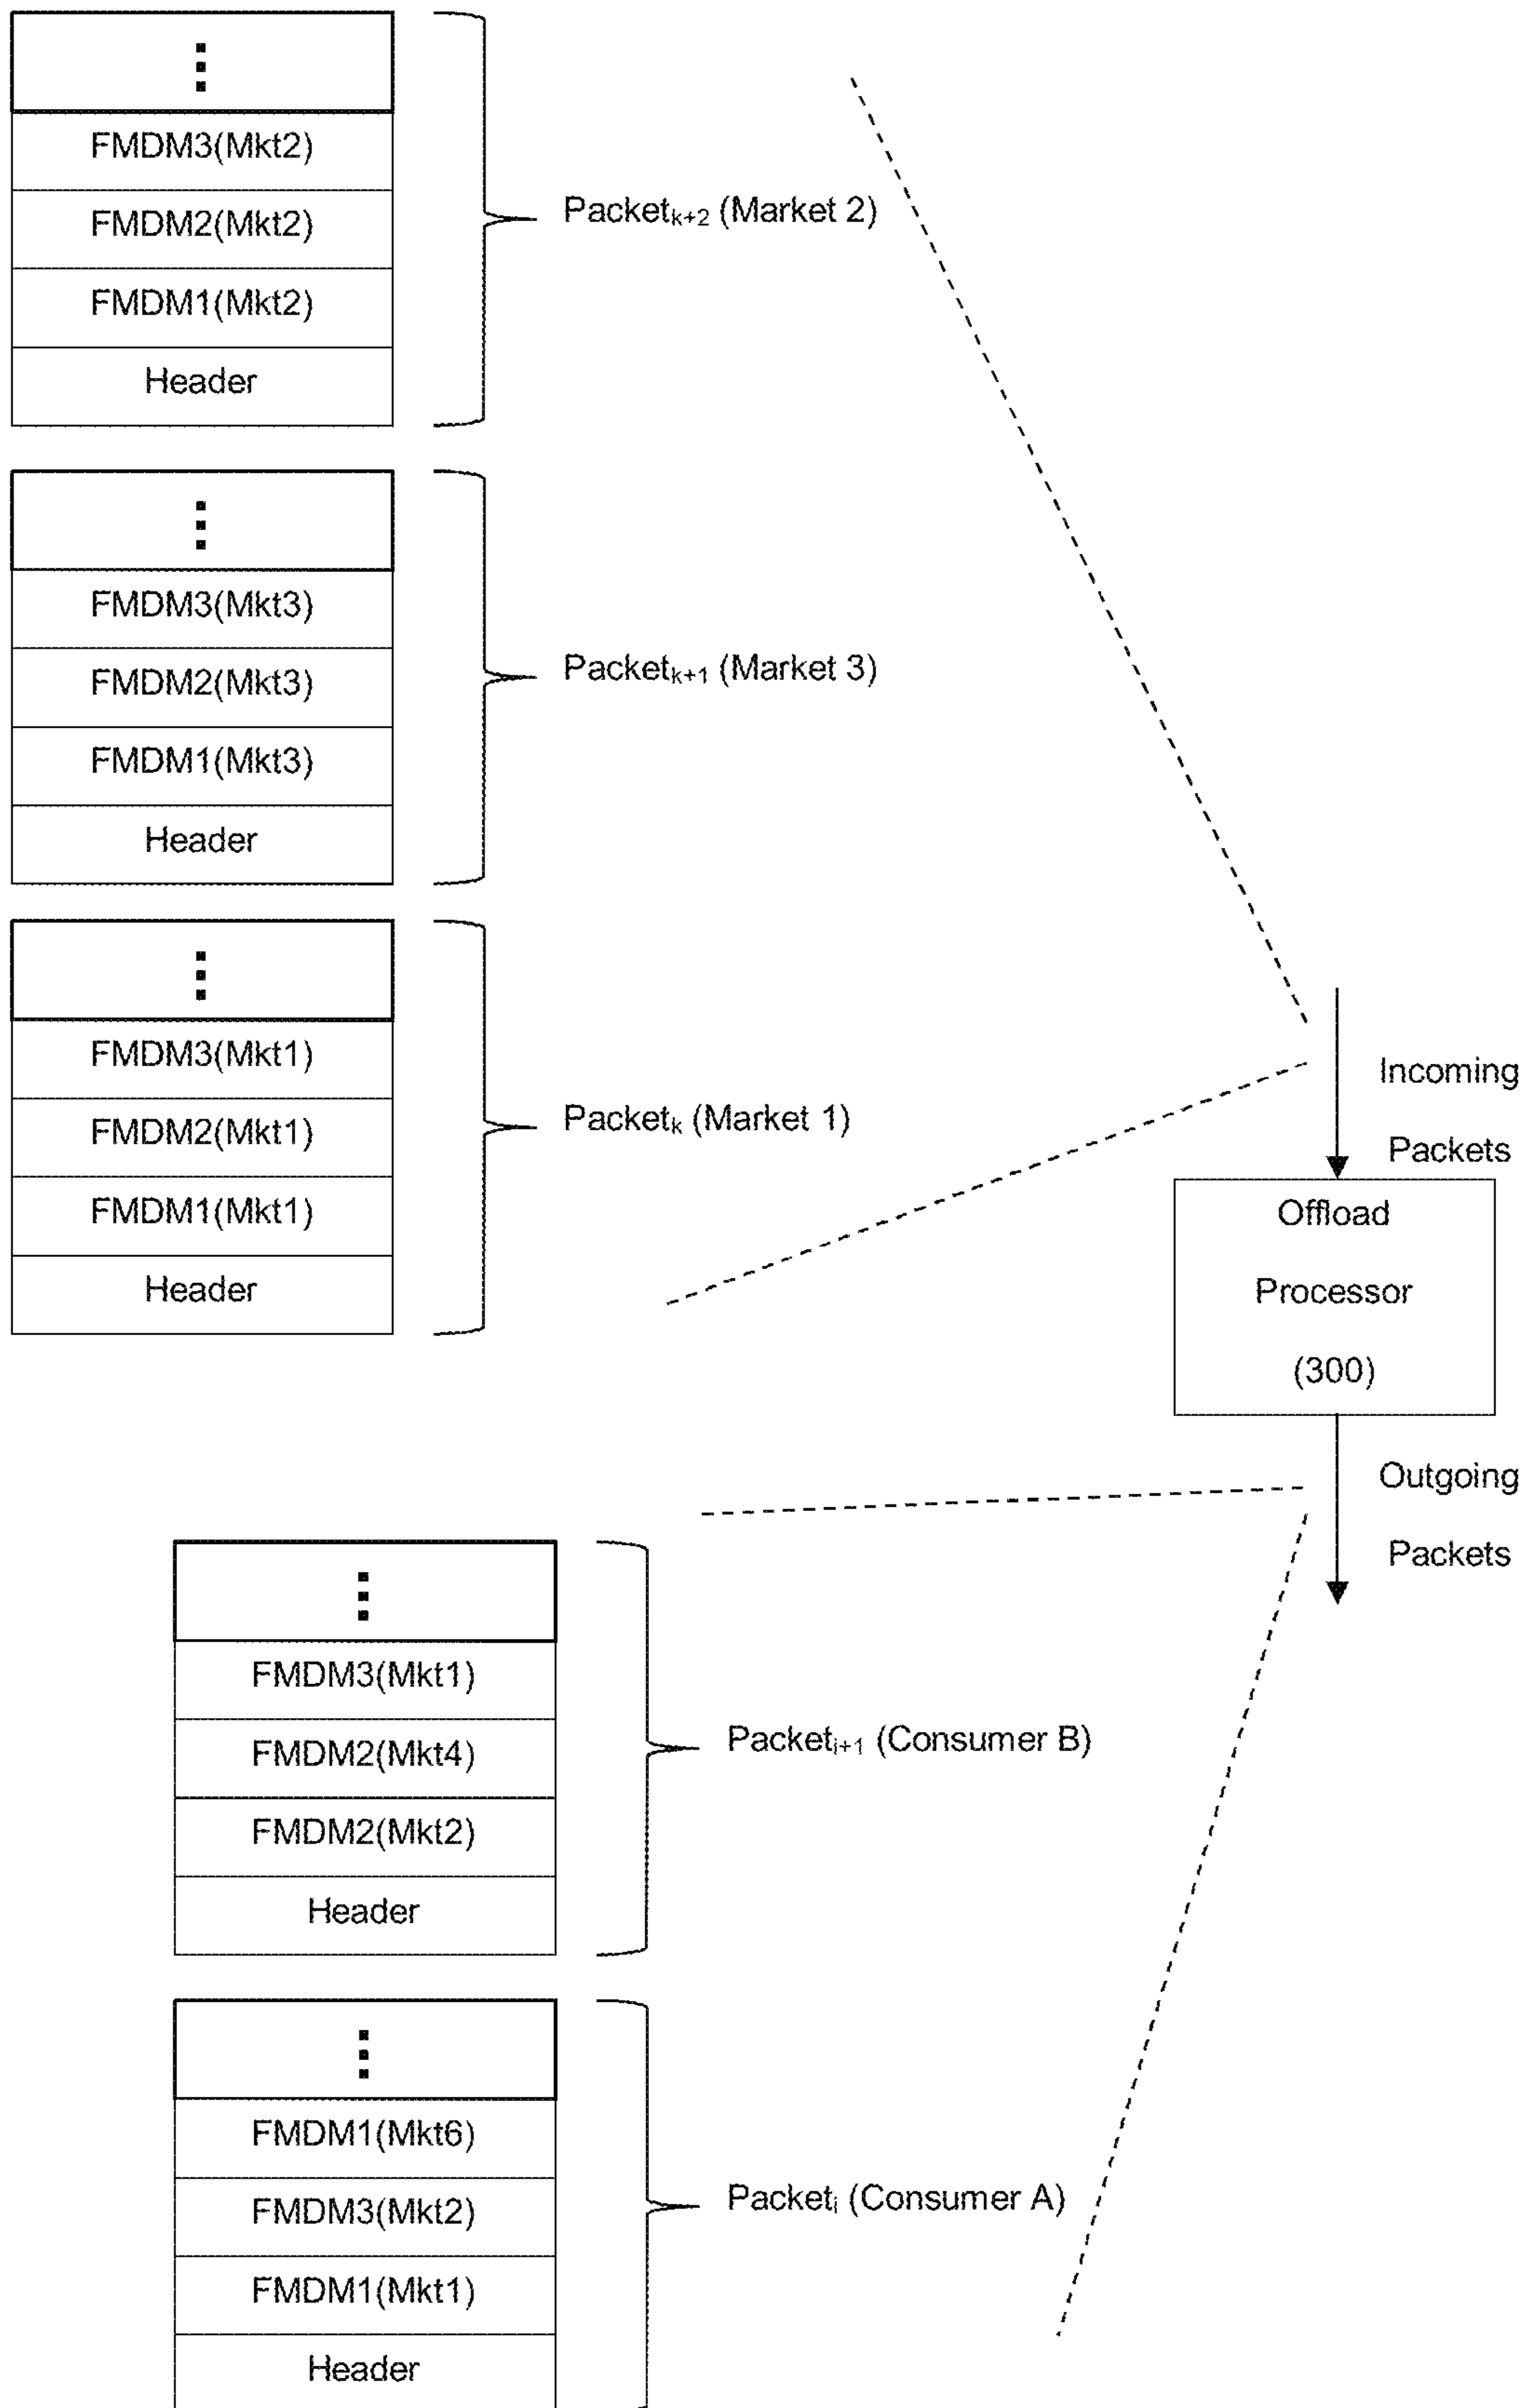 FMDM3(Mkt2)
FMDM2(Mkt2)
FMDM1(Mkt2)
Header
Packetk+2 (Market 2)
FMDM3(Mkt3)
FMDM2(Mkt3)
FMDM1(Mkt3)
Header
Packetk+1 (Market 3)
FMDM3(Mkt1)
FMDM2(Mkt1)
FMDM1(Mkt1)
Header
Packetk (Market 1)
Incoming
Packets
Offload
Processor
(300)
Outgoing
Packets
FMDM3(Mkt1)
FMDM2(Mkt4)
FMDM2(Mkt2)
Header
Packeti+1 (Consumer B)
FMDM1(Mkt6)
FMDM3(Mkt2)
FMDM1(Mkt1)
Header
Packeti (Consumer A)